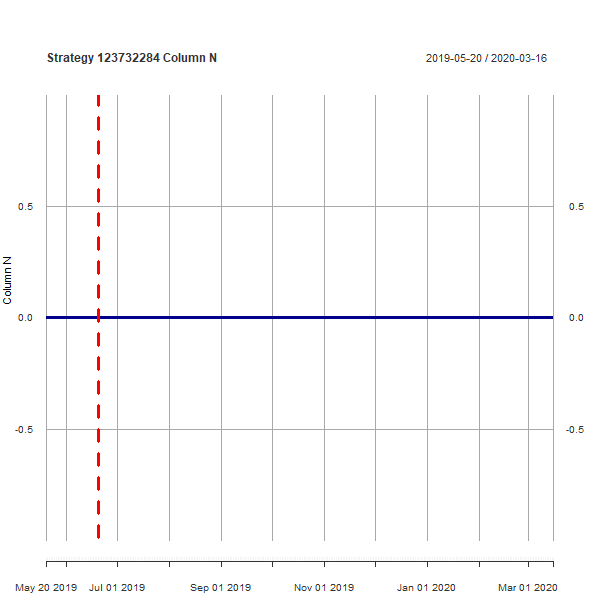 Strategy 123732284 Column N
2019-05-20 / 2020-03-16
0.5 0.5
Column N
0.0 0.0
-0.5 -0.5
May 20 2019 Jul 01 2019 Sep 01 2019 Nov 01 2019 Jan 01 2020 Mar 01 2020